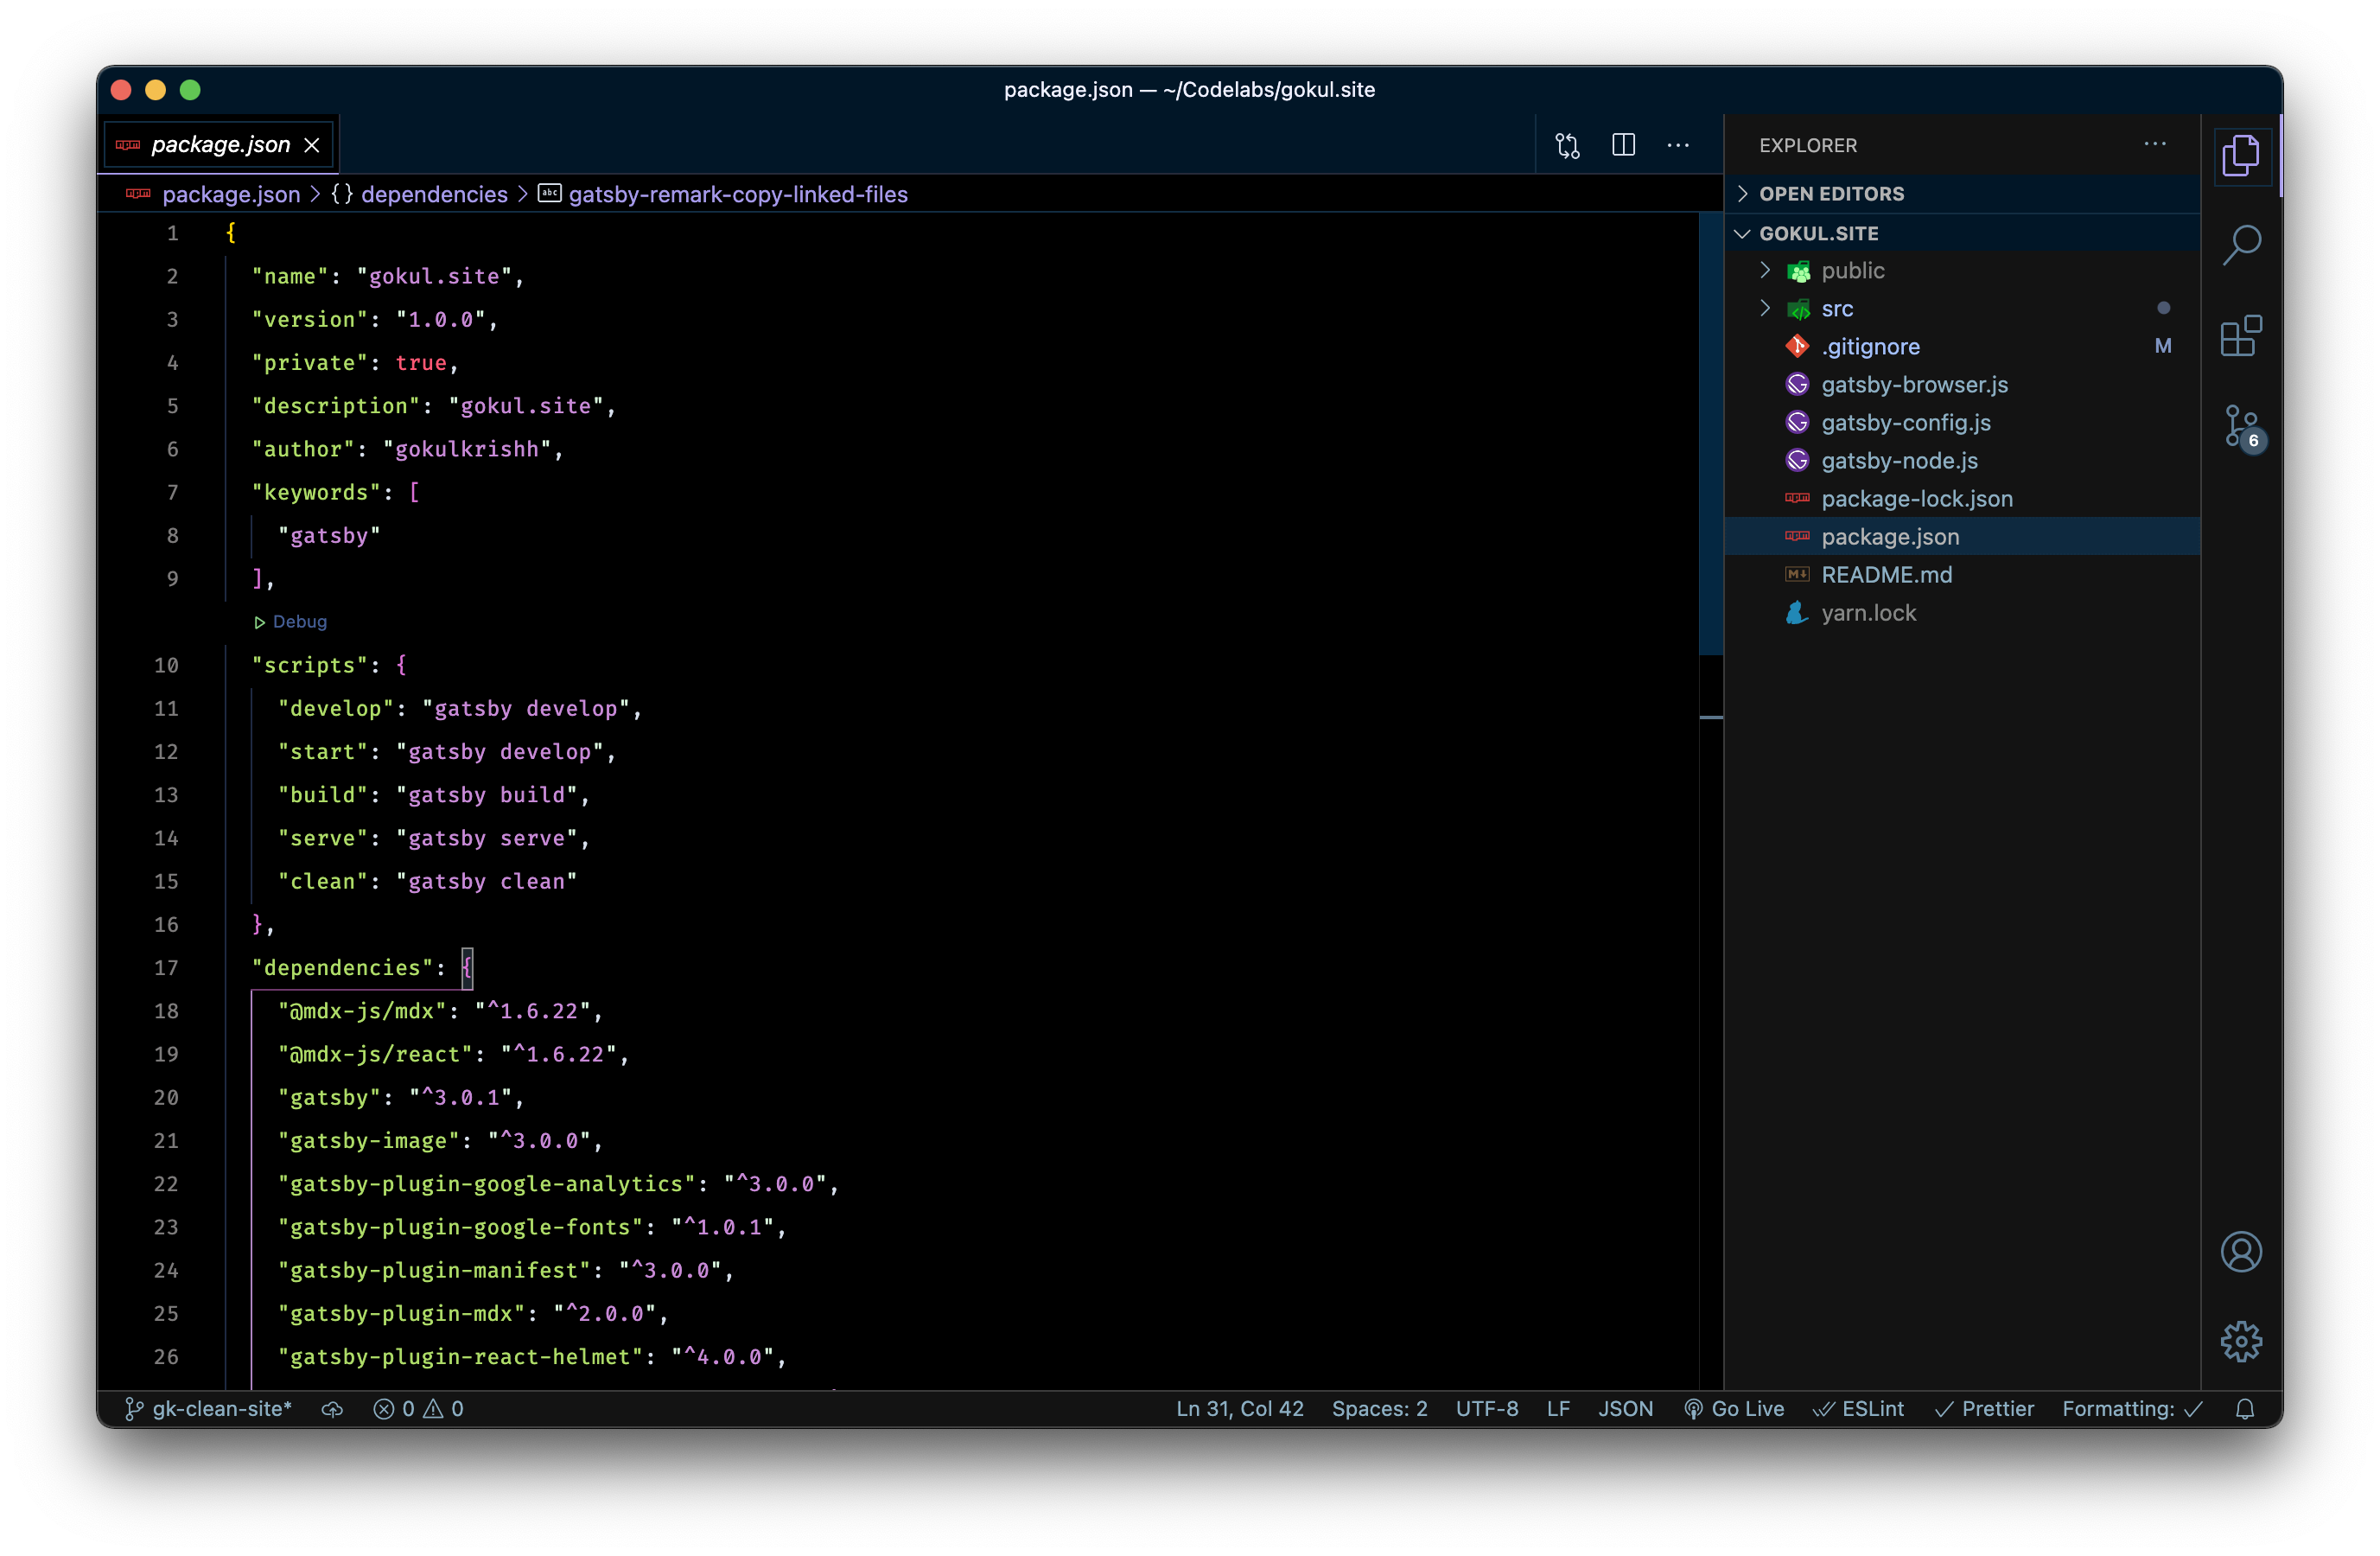 package.json — ~/Codelabs/gokul.site
package.json
package.json > {} dependencies > abc gatsby-remark-copy-linked-files
1 {
2 "name": "gokul.site",
3 "version": "1.0.0",
4 "private": true,
5 "description": "gokul.site",
6 "author": "gokulkrishh",
7 "keywords": [
8 "gatsby"
9 ],
Debug
10 "scripts": {
11 "develop": "gatsby develop",
12 "start": "gatsby develop",
13 "build": "gatsby build",
14 "serve": "gatsby serve",
15 "clean": "gatsby clean"
16 },
17 "dependencies": {
18 "@mdx-js/mdx": "^1.6.22",
19 "@mdx-js/react": "^1.6.22",
20 "gatsby": "^3.0.1",
21 "gatsby-image": "^3.0.0",
22 "gatsby-plugin-google-analytics": "^3.0.0",
23 "gatsby-plugin-google-fonts": "^1.0.1",
24 "gatsby-plugin-manifest": "^3.0.0",
25 "gatsby-plugin-mdx": "^2.0.0",
26 "gatsby-plugin-react-helmet": "^4.0.0",
EXPLORER
OPEN EDITORS
GOKUL.SITE
public
src
.gitignore M
gatsby-browser.js
gatsby-config.js
gatsby-node.js
package-lock.json
package.json
README.md
yarn.lock
6
gk-clean-site* 0 0 Ln 31, Col 42 Spaces: 2 UTF-8 LF JSON Go Live ESLint Prettier Formatting: